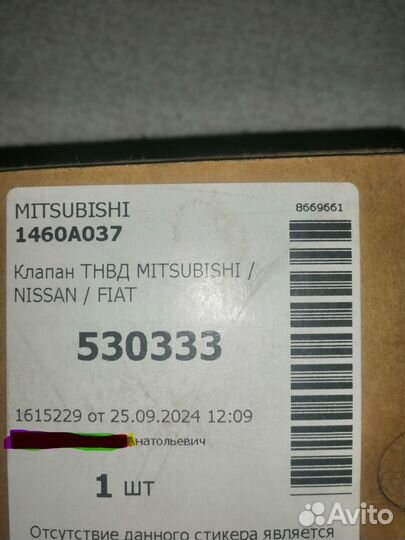 MITSUBISHI
8669661
1460A037
Клапан ТНВД MITSUBISHI /
NISSAN / FIAT
530333
1615229 от 25.09.2024 12:09
Анатольевич
1 шт
Отсутствие данного стикера является
Avito